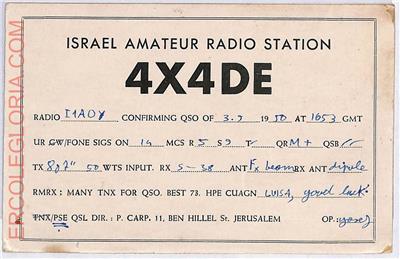 ISRAEL AMATEUR RADIO STATION
4X4DE
RADIO I1AOY CONFIRMING QSO OF 3.7 1950 AT 1653 GMT
UR CW/FONE SIGS ON 14 MCS R 5 S 9 T QRM + QSB
TX 807" 50 WTS INPUT. RX S-38 ANT Fx beam RX ANT dipole
RMRX: MANY TNX FOR QSO. BEST 73. HPE CUAGN LUISA, good luck.
TNX/PSE QSL DIR.: P. CARP. 11, BEN HILLEL St. JERUSALEM OP:
ERCOLEGLORIA.COM